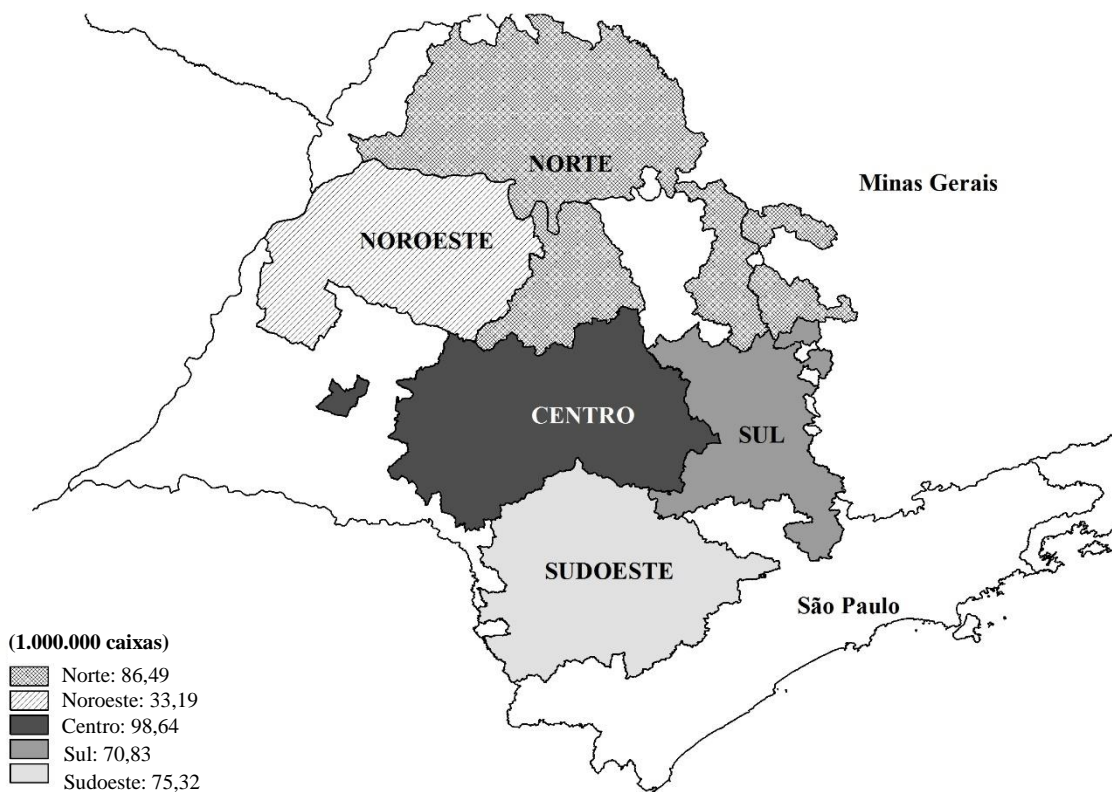 NORTE
Minas Gerais
NOROESTE
CENTRO
SUL
SUDOESTE
São Paulo
(1.000.000 caixas)
Norte: 86,49
Noroeste: 33,19
Centro: 98,64
Sul: 70,83
Sudoeste: 75,32